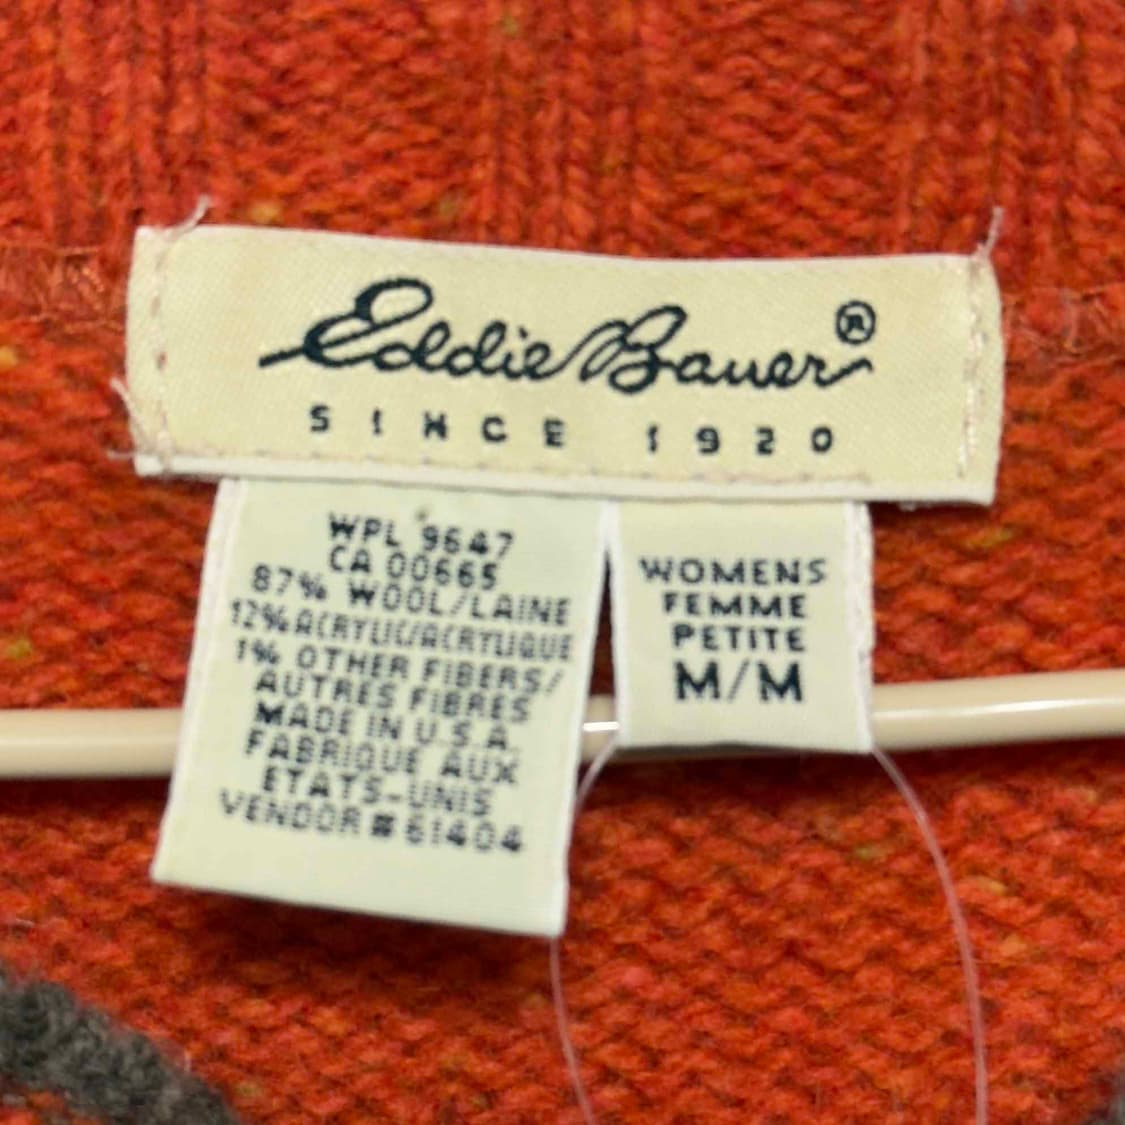 Eddie Bauer®
SINCE 1920
WPL 9647
CA 00665
87% WOOL/LAINE
12% ACRYLIC/ACRYLIQUE
1% OTHER FIBERS/
AUTRES FIBRES
MADE IN U.S.A.
FABRIQUE AUX
ETATS-UNIS
VENDOR #61404
WOMENS
FEMME
PETITE
M/M